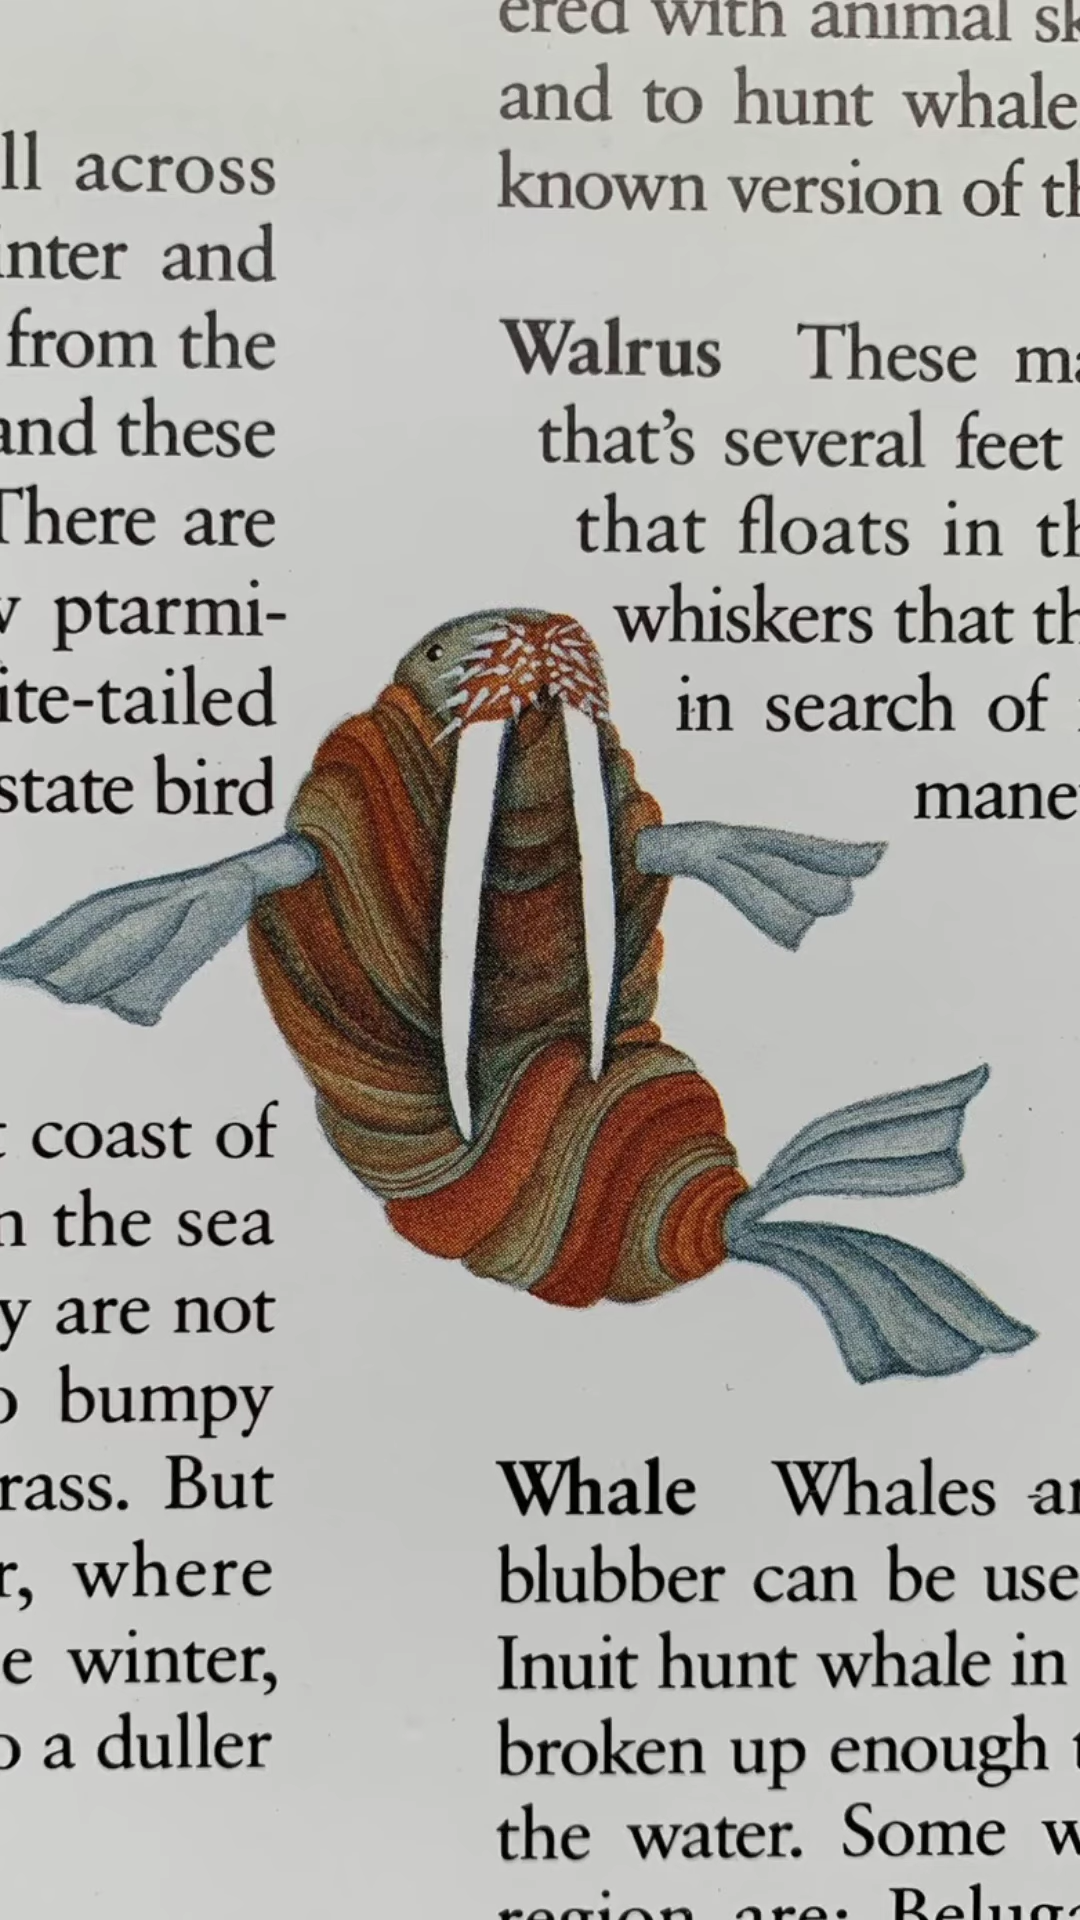 ll across
inter and
from the
and these
There are
ptarmi-
ite-tailed
state bird
coast of
the sea
y are not
bumpy
rass. But
r, where
e winter,
a duller
ered with animal sk
and to hunt whale
known version of th
Walrus These ma
that's several feet
that floats in th
whiskers that th
in search of
mane
Whale Whales ar
blubber can be use
Inuit hunt whale in
broken up enough t
the water. Some w
region are: Beluga